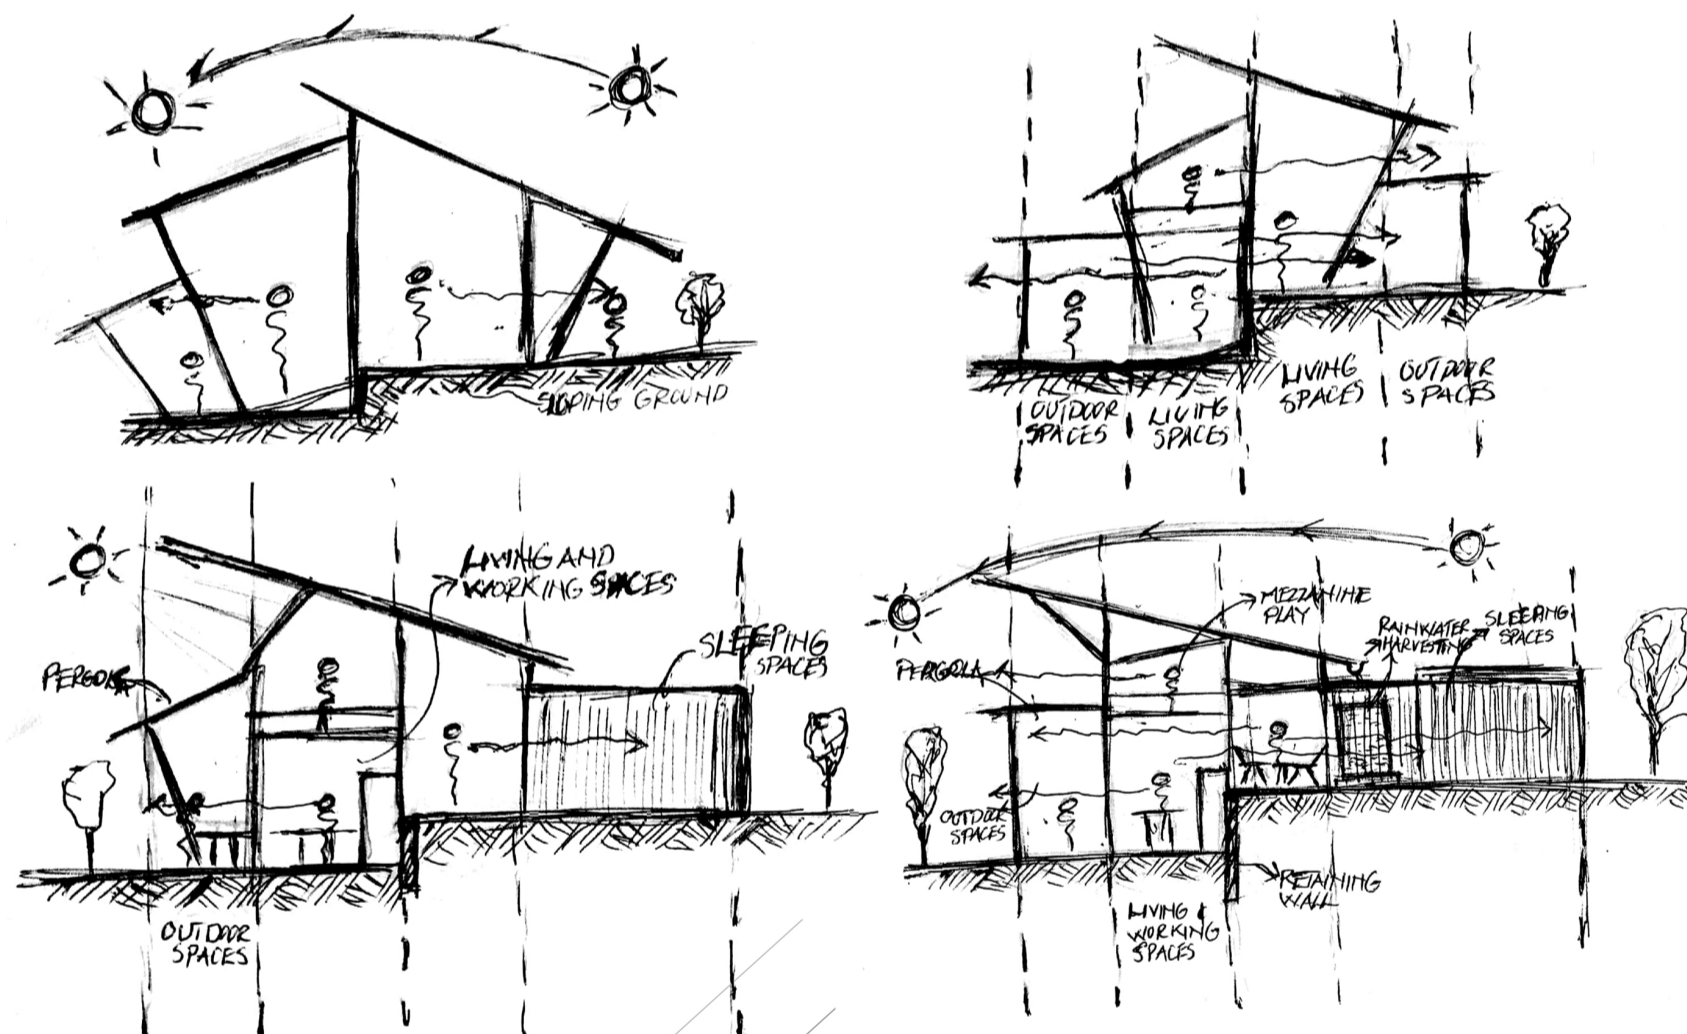 SLOPING GROUND
OUTDOOR
SPACES
LIVING
SPACES
LIVING
SPACES
OUTDOOR
SPACES
LIVING AND
WORKING SPACES
SLEEPING
SPACES
PERGOLA
OUTDOOR
SPACES
MEZZANINE
PLAY
RAINWATER
HARVESTING
SLEEPING
SPACES
PERGOLA
OUTDOOR
SPACES
RETAINING
WALL
LIVING &
WORKING
SPACES